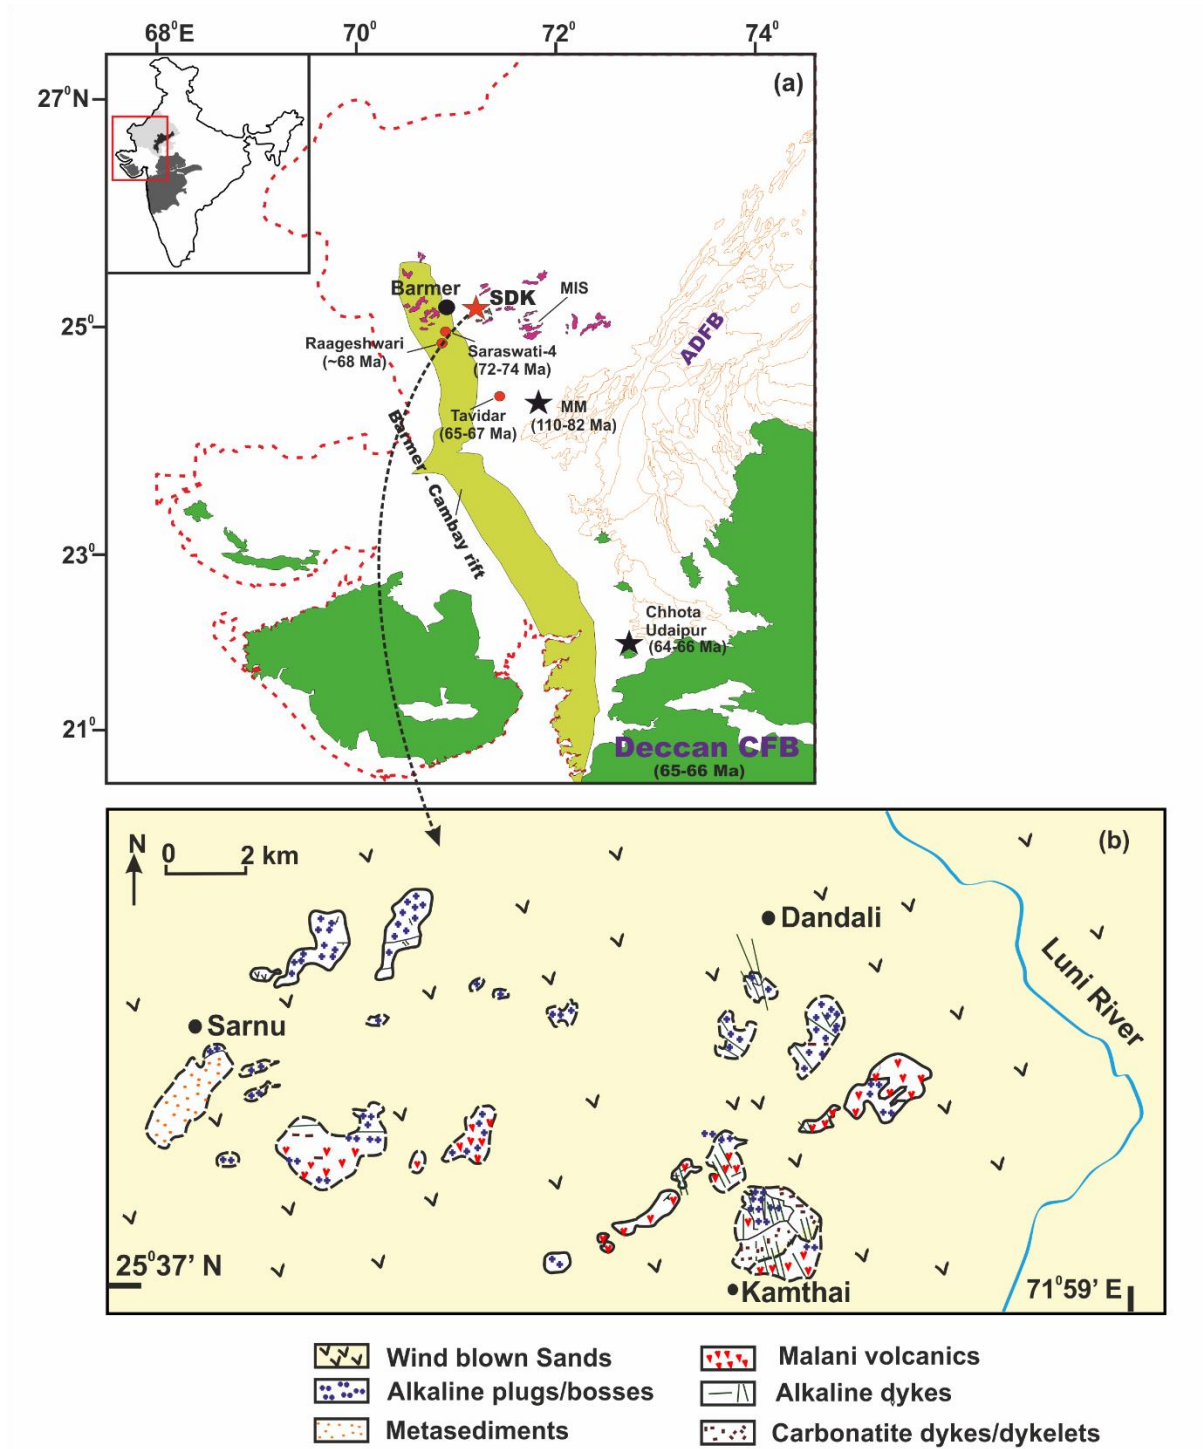 68⁰E 70⁰ 72⁰ 74⁰
27⁰N
(a)
Barmer
SDK
MIS
25⁰
Raageshwari
(~68 Ma)
Saraswati-4
(72-74 Ma)
ADFB
Tavidar
(65-67 Ma)
MM
(110-82 Ma)
Barmer - Cambay rift
23⁰
Chhota
Udaipur
(64-66 Ma)
21⁰
Deccan CFB
(65-66 Ma)
N
0 2 km
(b)
Dandali
Luni River
Sarnu
25⁰37' N
Kamthai
71⁰59' E
Wind blown Sands
Malani volcanics
Alkaline plugs/bosses
Alkaline dykes
Metasediments
Carbonatite dykes/dykelets